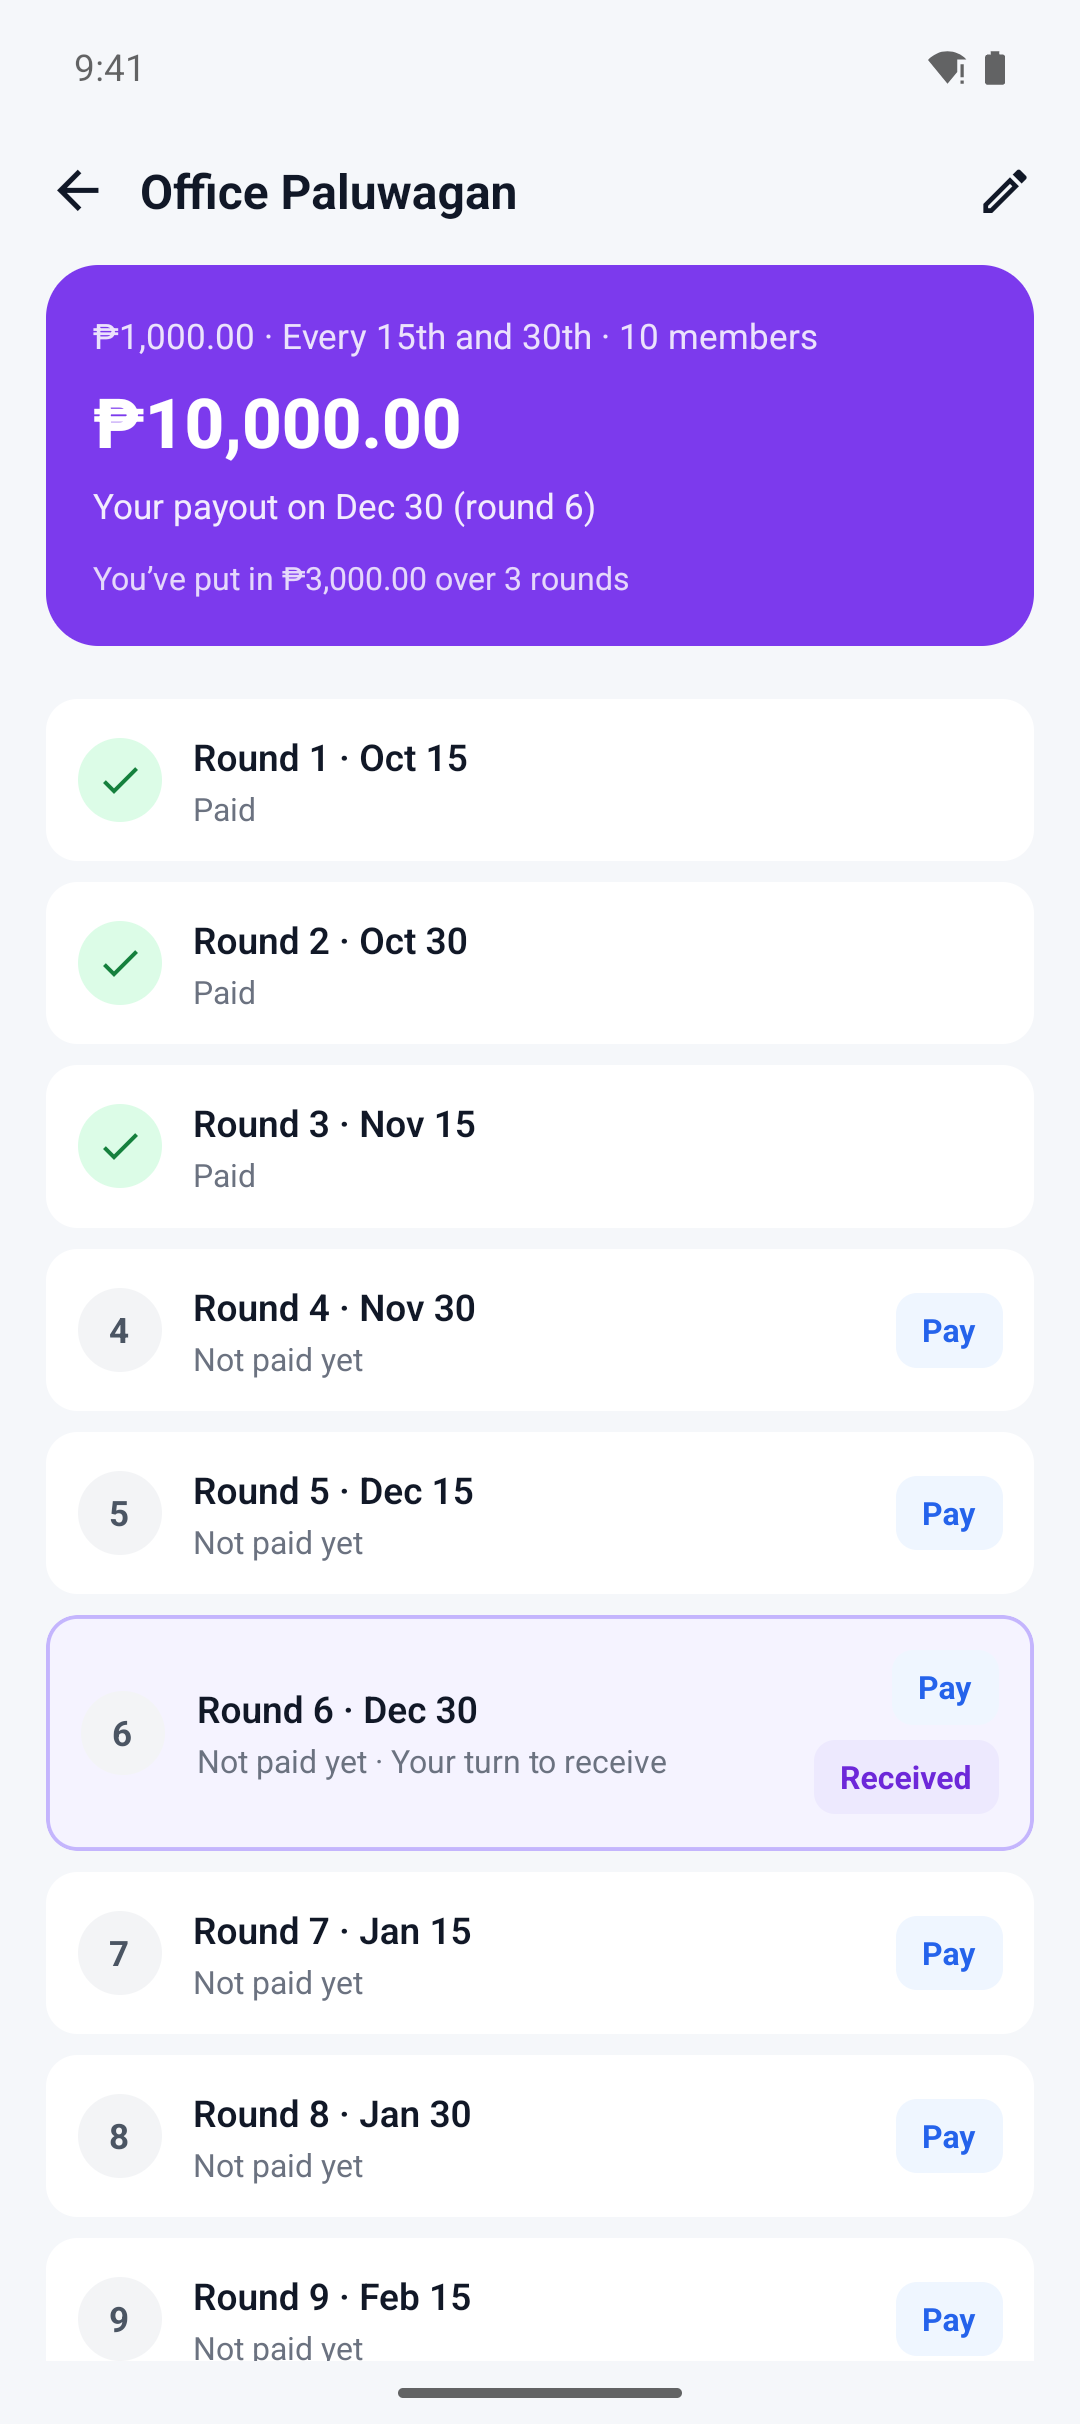 9:41
Office Paluwagan
₱1,000.00 · Every 15th and 30th · 10 members
₱10,000.00
Your payout on Dec 30 (round 6)
You’ve put in ₱3,000.00 over 3 rounds
Round 1 · Oct 15
Paid
Round 2 · Oct 30
Paid
Round 3 · Nov 15
Paid
4
Round 4 · Nov 30
Not paid yet
Pay
5
Round 5 · Dec 15
Not paid yet
Pay
6
Round 6 · Dec 30
Not paid yet · Your turn to receive
Pay
Received
7
Round 7 · Jan 15
Not paid yet
Pay
8
Round 8 · Jan 30
Not paid yet
Pay
9
Round 9 · Feb 15
Not paid yet
Pay